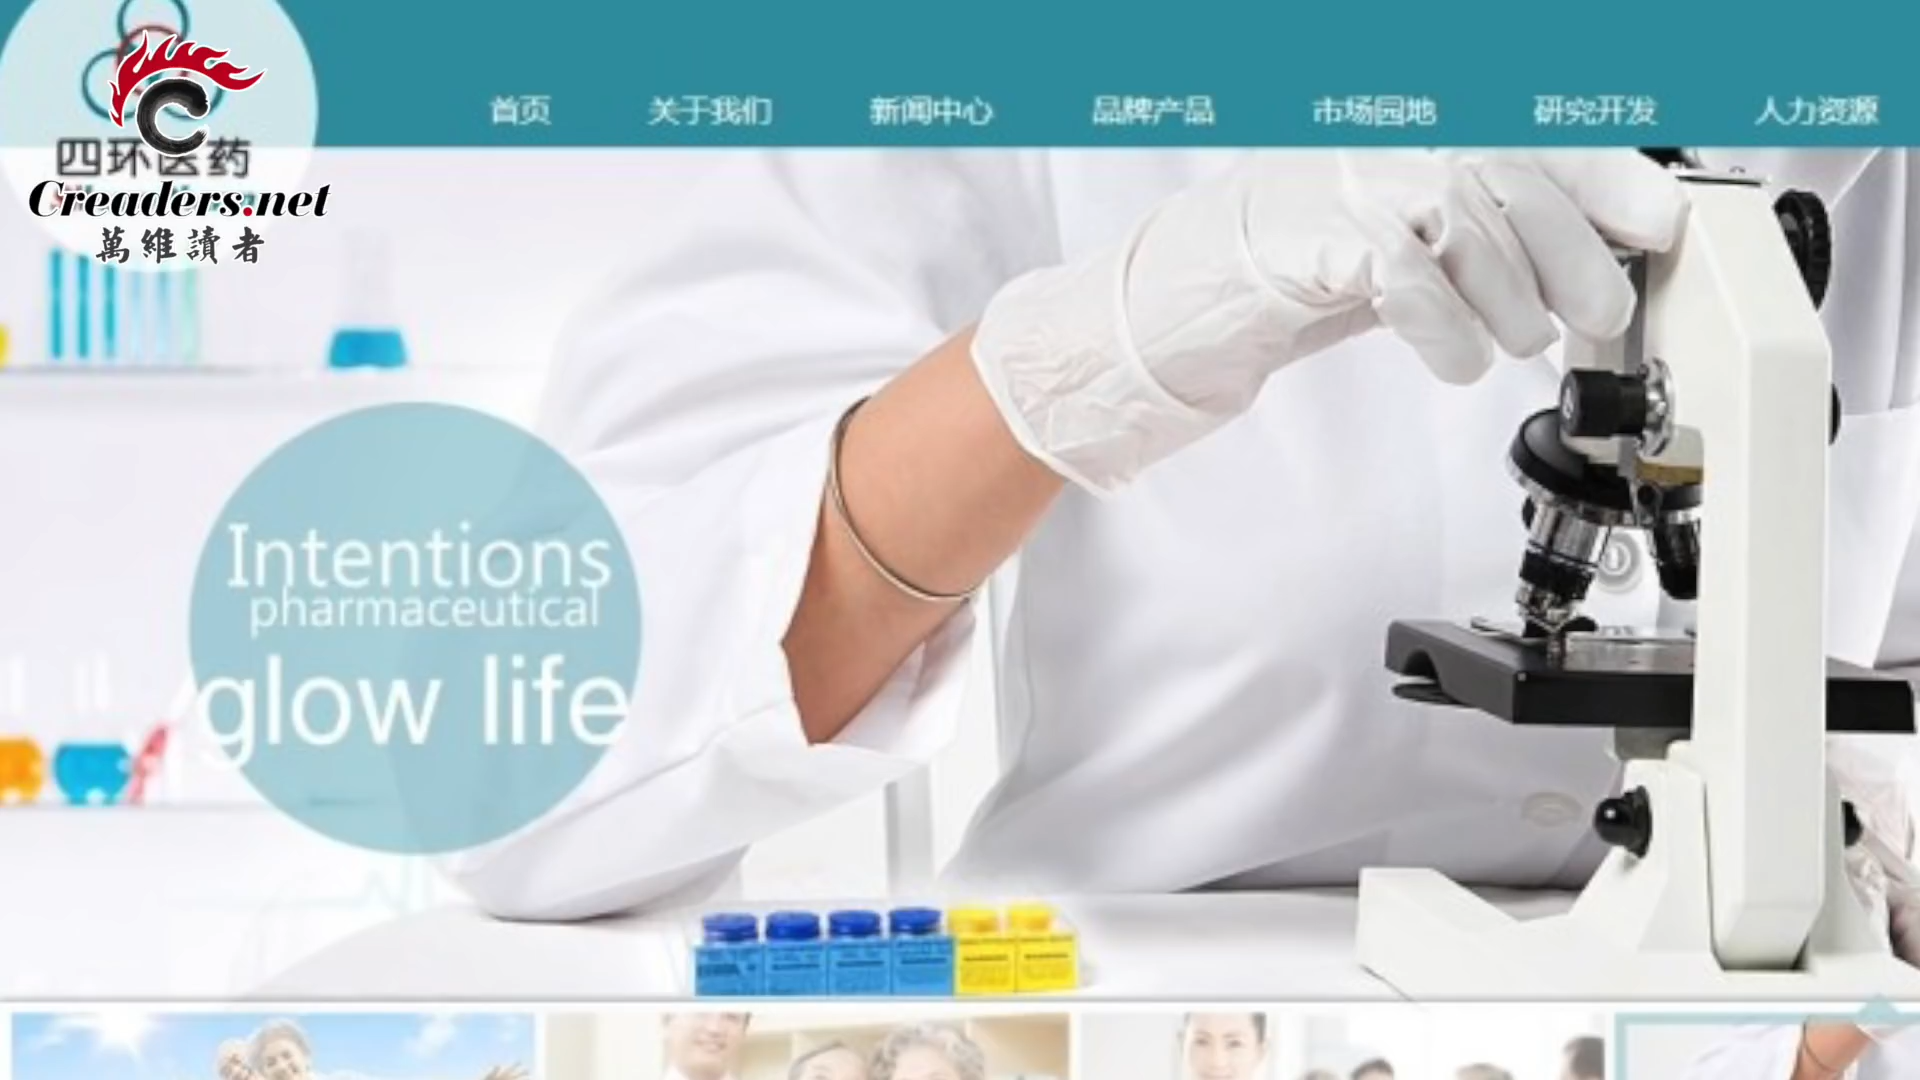 首页 关于我们 新闻中心 品牌产品 市场园地 研究开发 人力资源
四环医药
Creaders.net
萬維讀者
Intentions
pharmaceutical
glow life